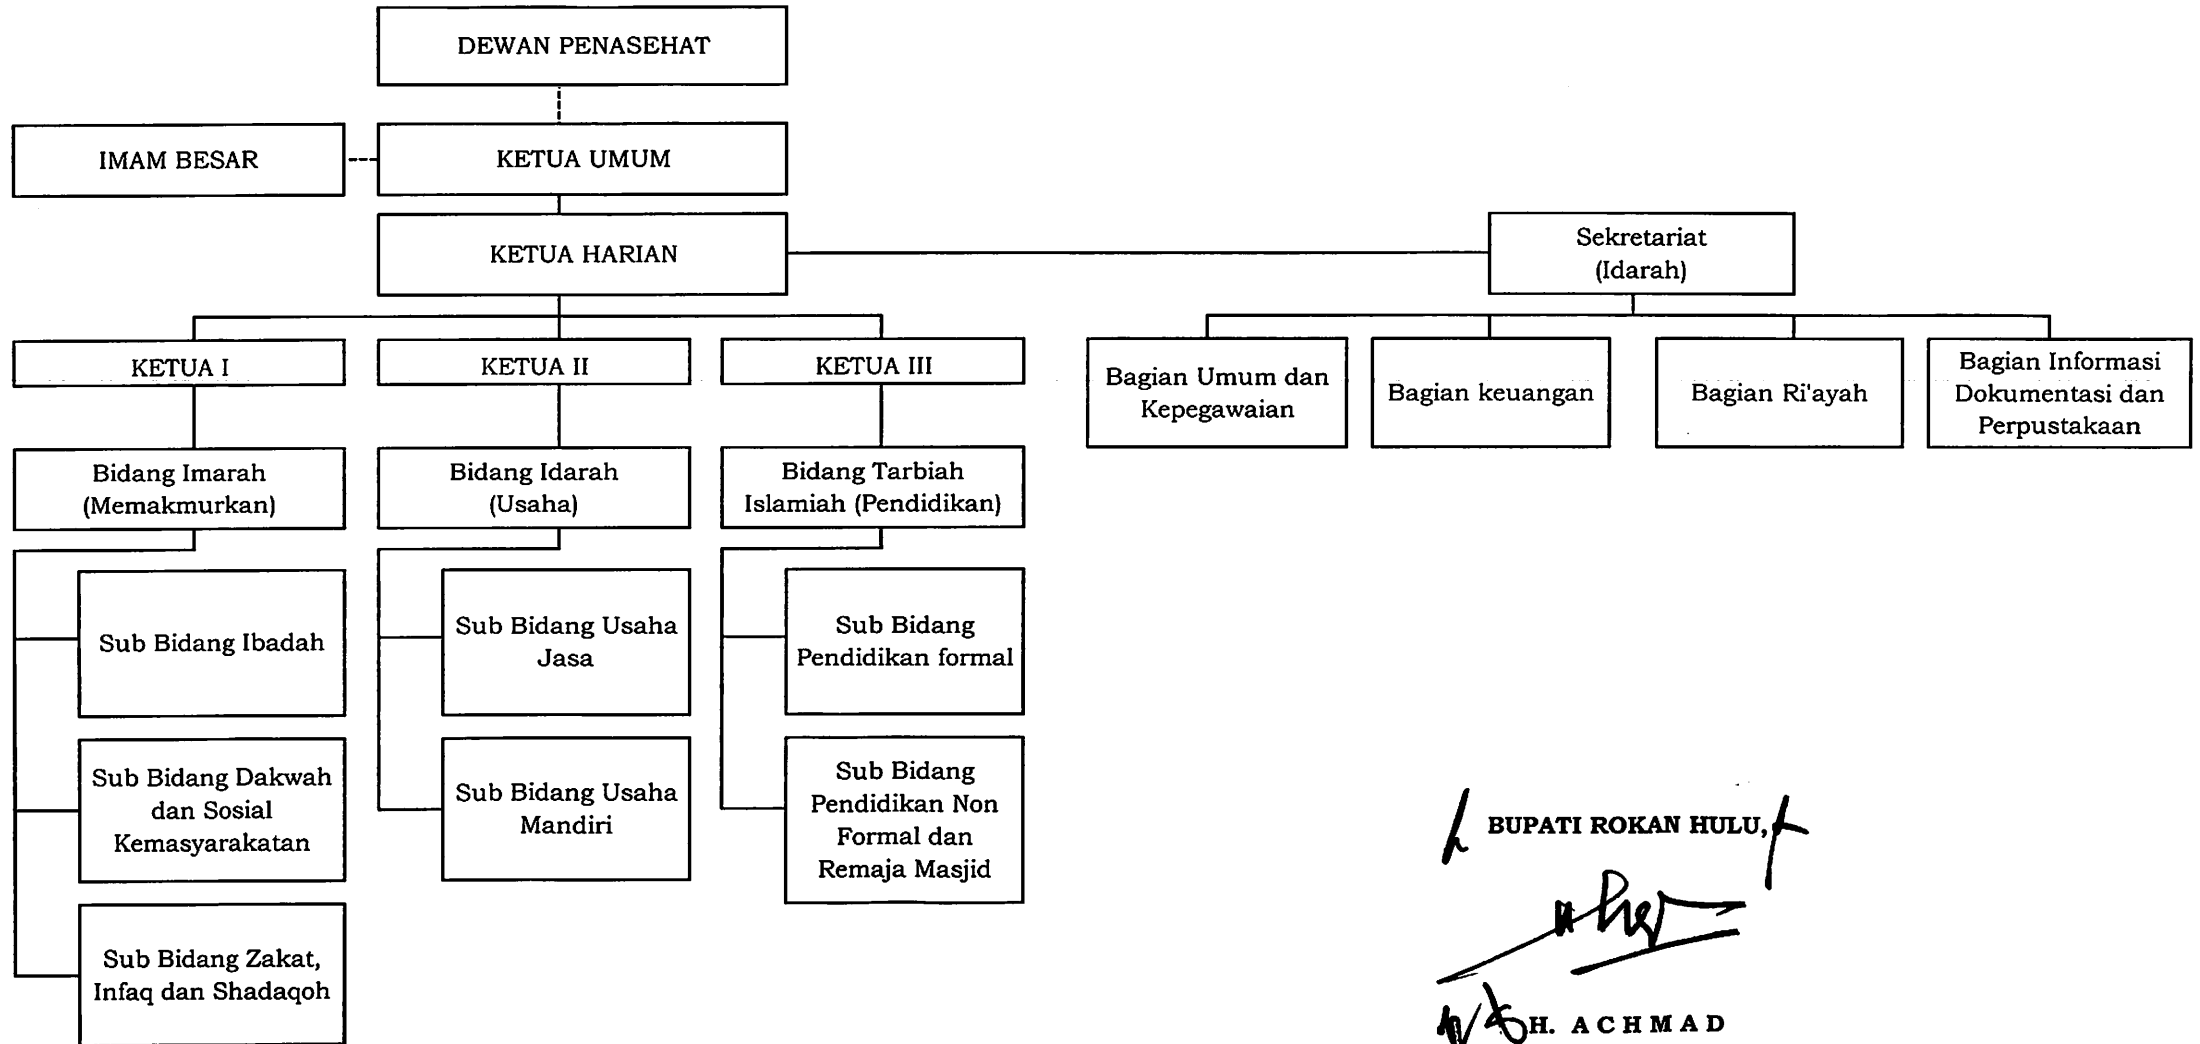 DEWAN PENASEHAT
IMAM BESAR
KETUA UMUM
KETUA HARIAN
Sekretariat
(Idarah)
KETUA I
KETUA II
KETUA III
Bagian Umum dan
Kepegawaian
Bagian keuangan
Bagian Ri'ayah
Bagian Informasi
Dokumentasi dan
Perpustakaan
Bidang Imarah
(Memakmurkan)
Bidang Idarah
(Usaha)
Bidang Tarbiah
Islamiah (Pendidikan)
Sub Bidang Ibadah
Sub Bidang Usaha
Jasa
Sub Bidang
Pendidikan formal
Sub Bidang Dakwah
dan Sosial
Kemasyarakatan
Sub Bidang Usaha
Mandiri
Sub Bidang
Pendidikan Non
Formal dan
Remaja Masjid
Sub Bidang Zakat,
Infaq dan Shadaqoh
BUPATI ROKAN HULU,
H. A C H M A D